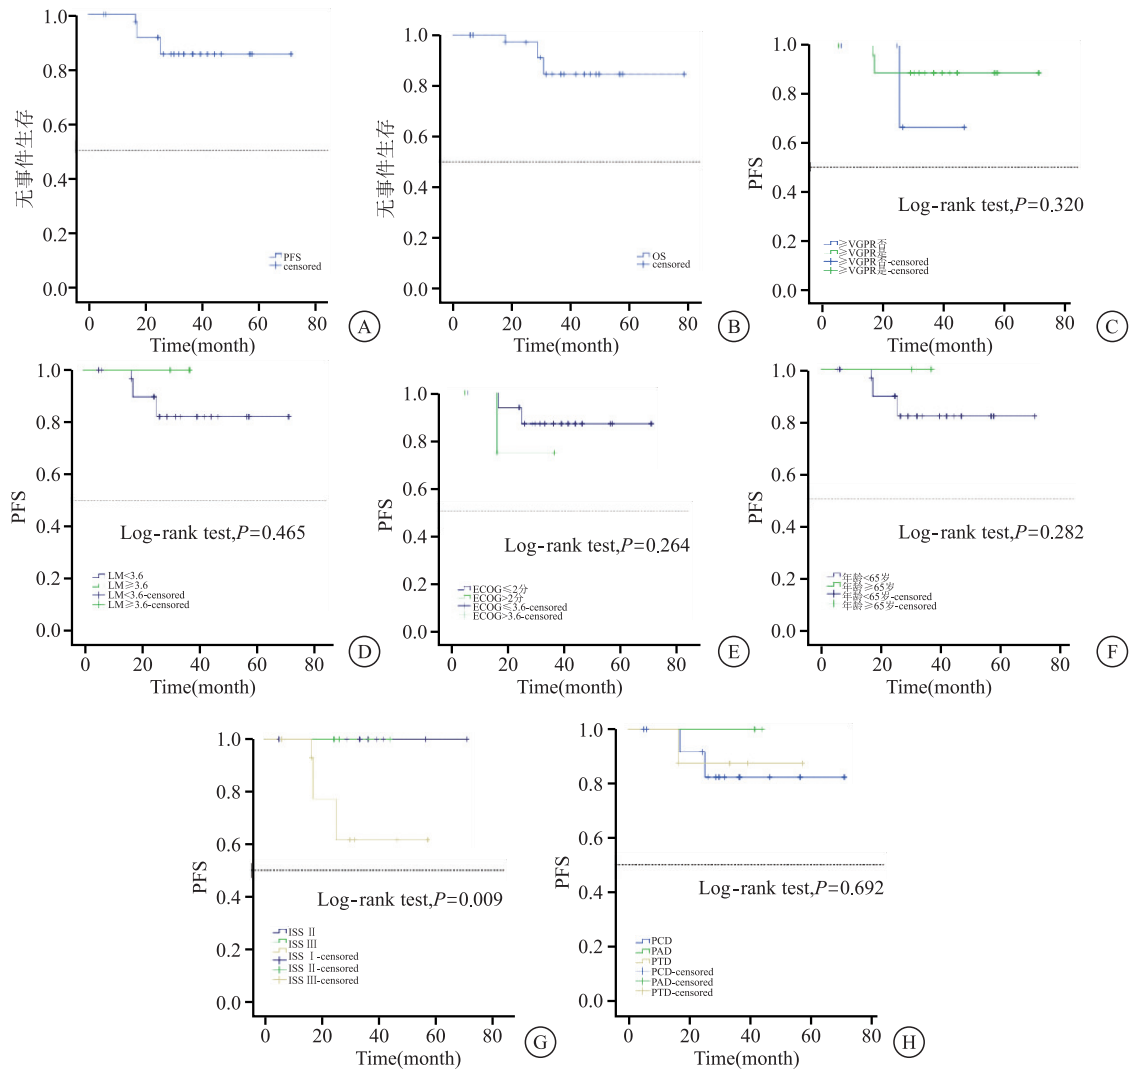 1.0
0.8
0.6
0.4
0.2
0.0
无事件生存
PFS
censored
0 20 40 60 80
Time(month)
A
1.0
0.8
0.6
0.4
0.2
0.0
无事件生存
OS
censored
0 20 40 60 80
Time(month)
B
1.0
0.8
0.6
0.4
0.2
0.0
PFS
Log-rank test,P=0.320
≥VGPR否
≥VGPR是
≥VGPR否-censored
≥VGPR是-censored
0 20 40 60 80
Time(month)
C
1.0
0.8
0.6
0.4
0.2
0.0
PFS
Log-rank test,P=0.465
LM<3.6
LM≥3.6
LM<3.6-censored
LM≥3.6-censored
0 20 40 60 80
Time(month)
D
1.0
0.8
0.6
0.4
0.2
0.0
PFS
Log-rank test,P=0.264
ECOG≤2分
ECOG>2分
ECOG≤3.6-censored
ECOG>3.6-censored
0 20 40 60 80
Time(month)
E
1.0
0.8
0.6
0.4
0.2
0.0
PFS
Log-rank test,P=0.282
年龄<65岁
年龄≥65岁
年龄<65岁-censored
年龄≥65岁-censored
0 20 40 60 80
Time(month)
F
1.0
0.8
0.6
0.4
0.2
0.0
PFS
Log-rank test,P=0.009
ISS Ⅱ
ISS Ⅲ
ISS Ⅰ-censored
ISS Ⅱ-censored
ISS Ⅲ-censored
0 20 40 60 80
Time(month)
G
1.0
0.8
0.6
0.4
0.2
0.0
PFS
Log-rank test,P=0.692
PCD
PAD
PTD
PCD-censored
PAD-censored
PTD-censored
0 20 40 60 80
Time(month)
H